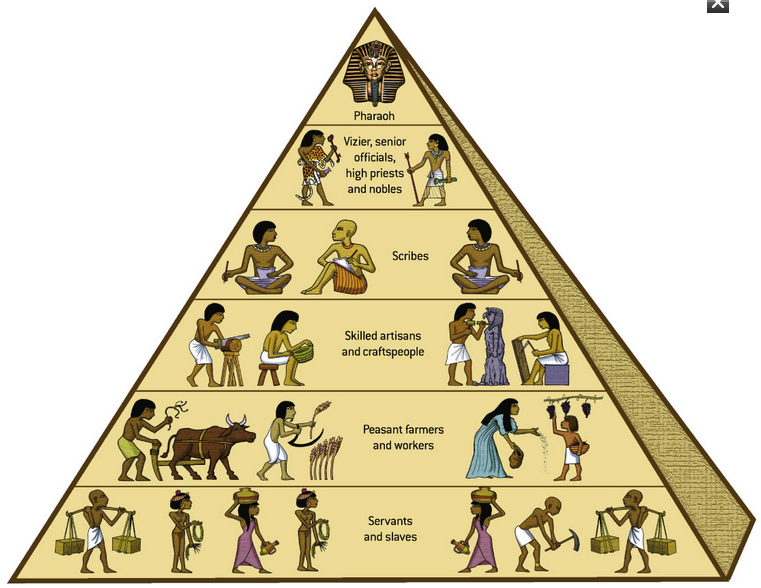 Pharaoh
Vizier, senior
officials,
high priests
and nobles
Scribes
Skilled artisans
and craftspeople
Peasant farmers
and workers
Servants
and slaves